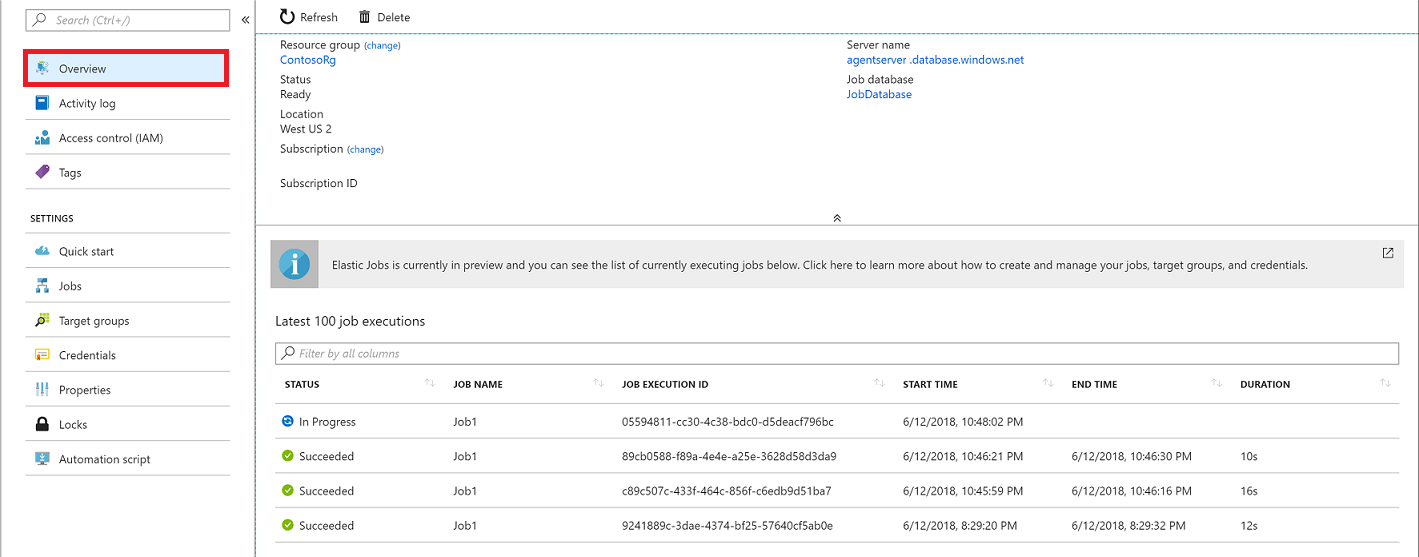 Search (Ctrl+/)
«
Overview
Activity log
Access control (IAM)
Tags
SETTINGS
Quick start
Jobs
Target groups
Credentials
Properties
Locks
Automation script
Refresh Delete
Resource group (change)
ContosoRg
Status
Ready
Location
West US 2
Subscription (change)
Subscription ID
Server name
agentserver .database.windows.net
Job database
JobDatabase
Elastic Jobs is currently in preview and you can see the list of currently executing jobs below. Click here to learn more about how to create and manage your jobs, target groups, and credentials.
Latest 100 job executions
Filter by all columns
STATUS JOB NAME JOB EXECUTION ID START TIME END TIME DURATION
In Progress Job1 05594811-cc30-4c38-bdc0-d5deacf796bc 6/12/2018, 10:48:02 PM
Succeeded Job1 89cb0588-f89a-4e4e-a25e-3628d58d3da9 6/12/2018, 10:46:21 PM 6/12/2018, 10:46:30 PM 10s
Succeeded Job1 c89c507c-433f-464c-856f-c6edb9d51ba7 6/12/2018, 10:45:59 PM 6/12/2018, 10:46:16 PM 16s
Succeeded Job1 9241889c-3dae-4374-bf25-57640cf5ab0e 6/12/2018, 8:29:20 PM 6/12/2018, 8:29:32 PM 12s